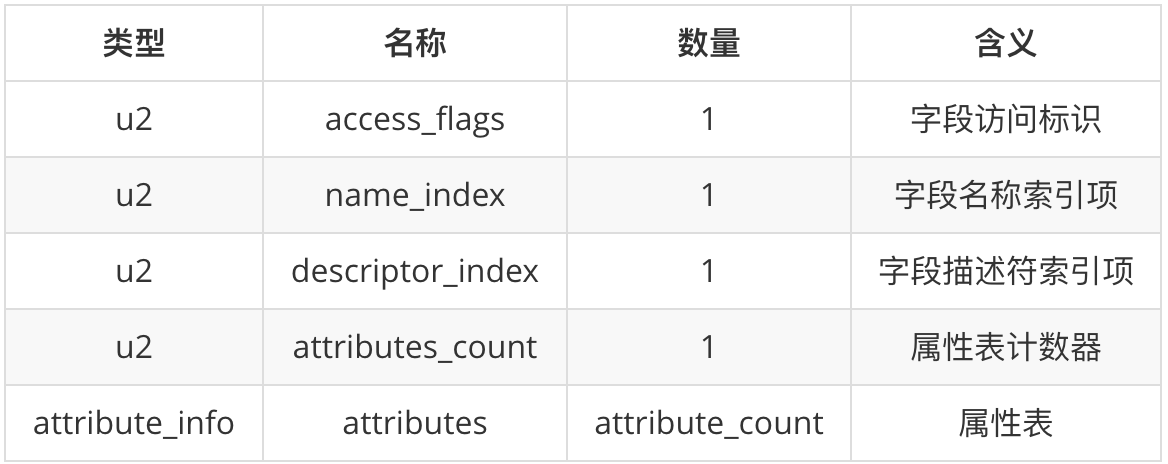 类型 名称 数量 含义
u2 access_flags 1 字段访问标识
u2 name_index 1 字段名称索引项
u2 descriptor_index 1 字段描述符索引项
u2 attributes_count 1 属性表计数器
attribute_info attributes attribute_count 属性表